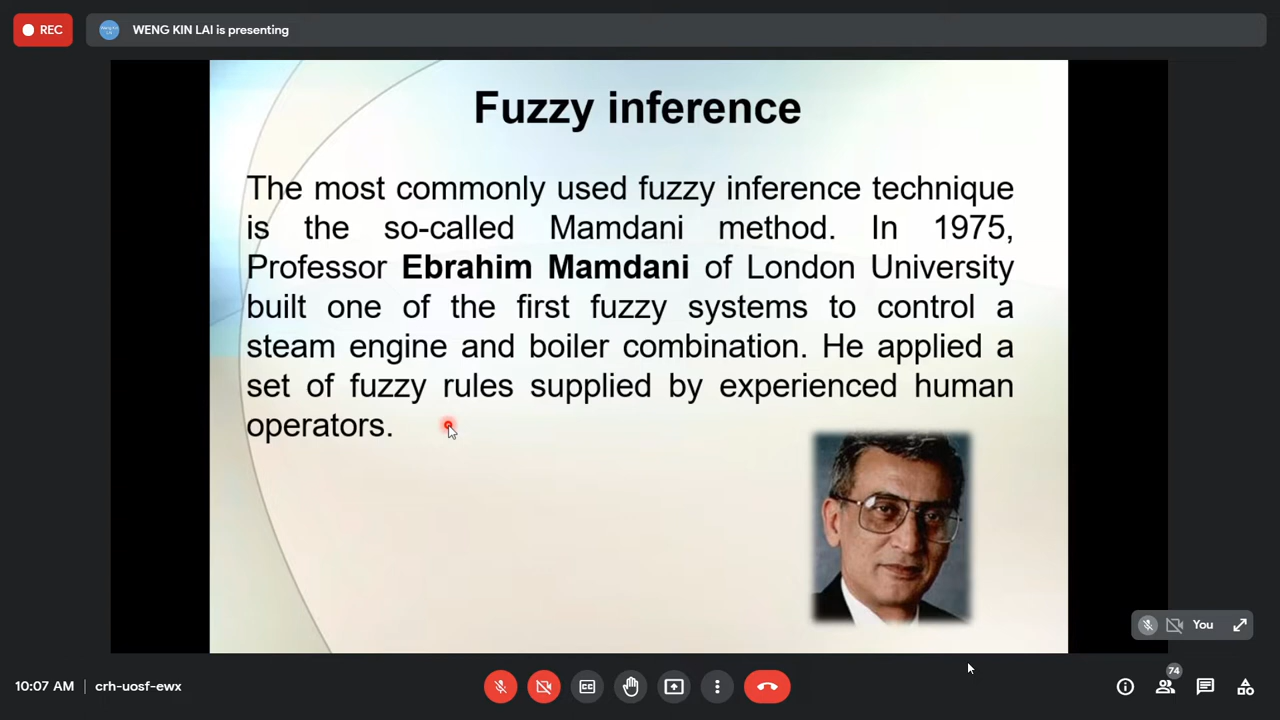 REC
WENG KIN LAI is presenting
Fuzzy inference
The most commonly used fuzzy inference technique
is the so-called Mamdani method. In 1975,
Professor Ebrahim Mamdani of London University
built one of the first fuzzy systems to control a
steam engine and boiler combination. He applied a
set of fuzzy rules supplied by experienced human
operators.
You
74
10:07 AM | crh-uosf-ewx